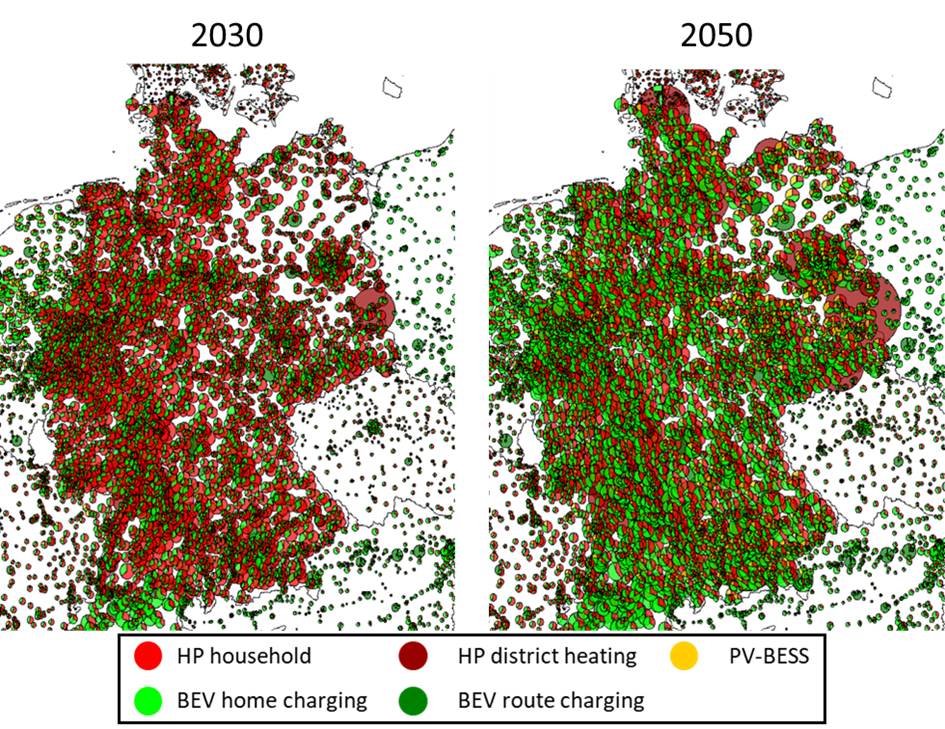 2030 2050
HP household HP district heating PV-BESS
BEV home charging BEV route charging